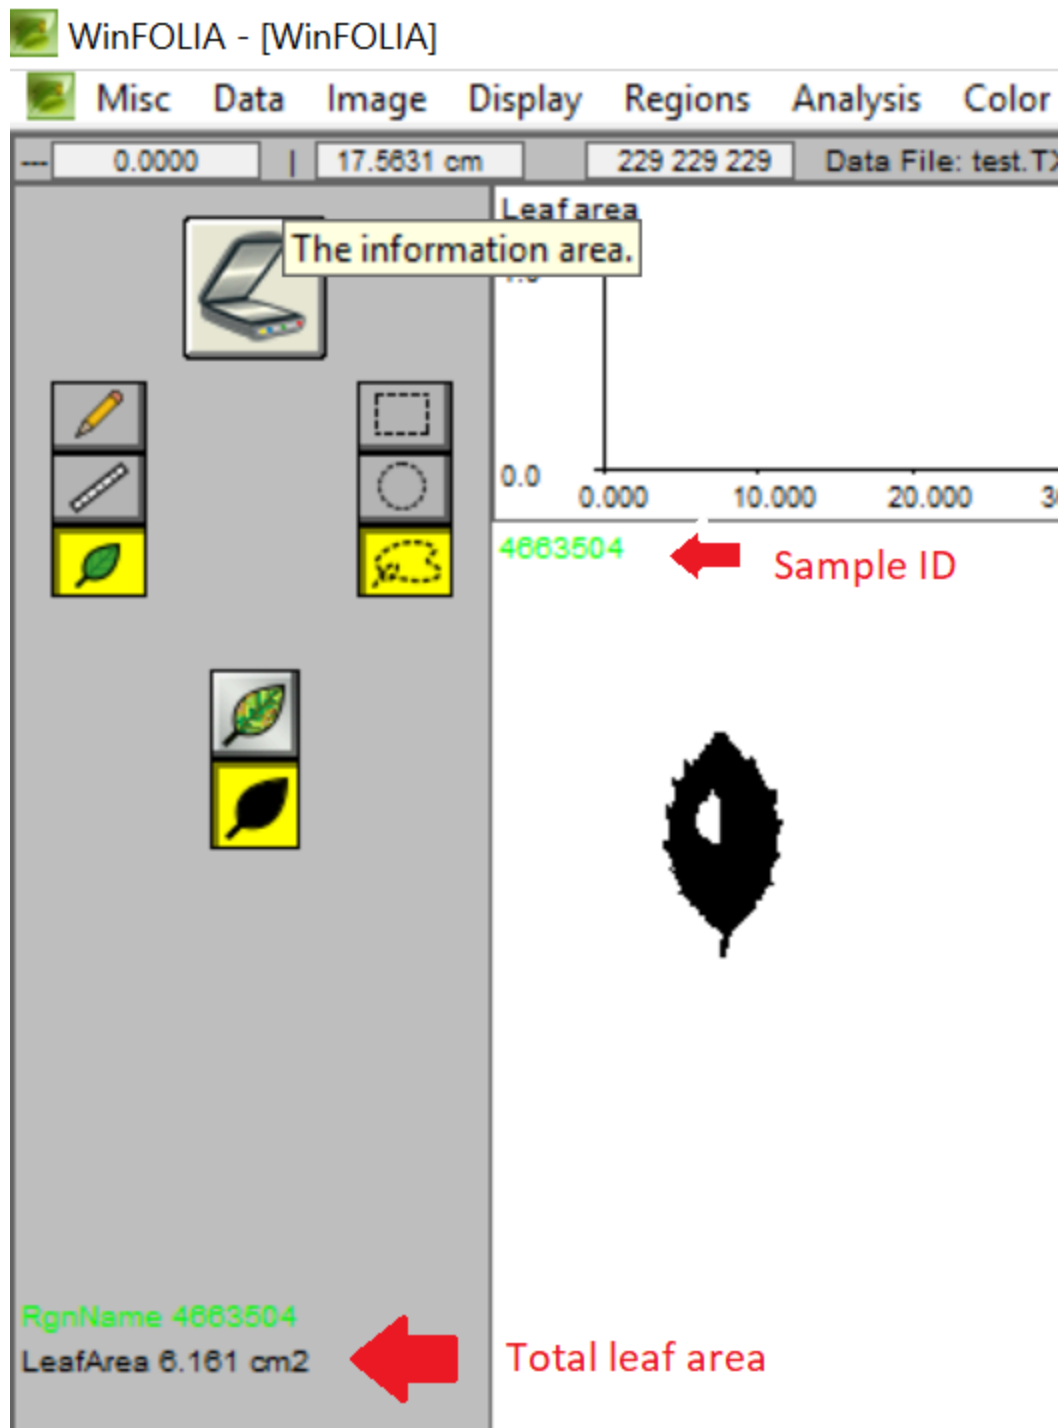 WinFOLIA - [WinFOLIA]
Misc Data Image Display Regions Analysis Color
--- 0.0000 | 17.5631 cm 229 229 229 Data File: test.TX
Leaf area
The information area.
0.0
0.000 10.000 20.000
4663504 Sample ID
RgnName 4663504
LeafArea 6.161 cm2 Total leaf area